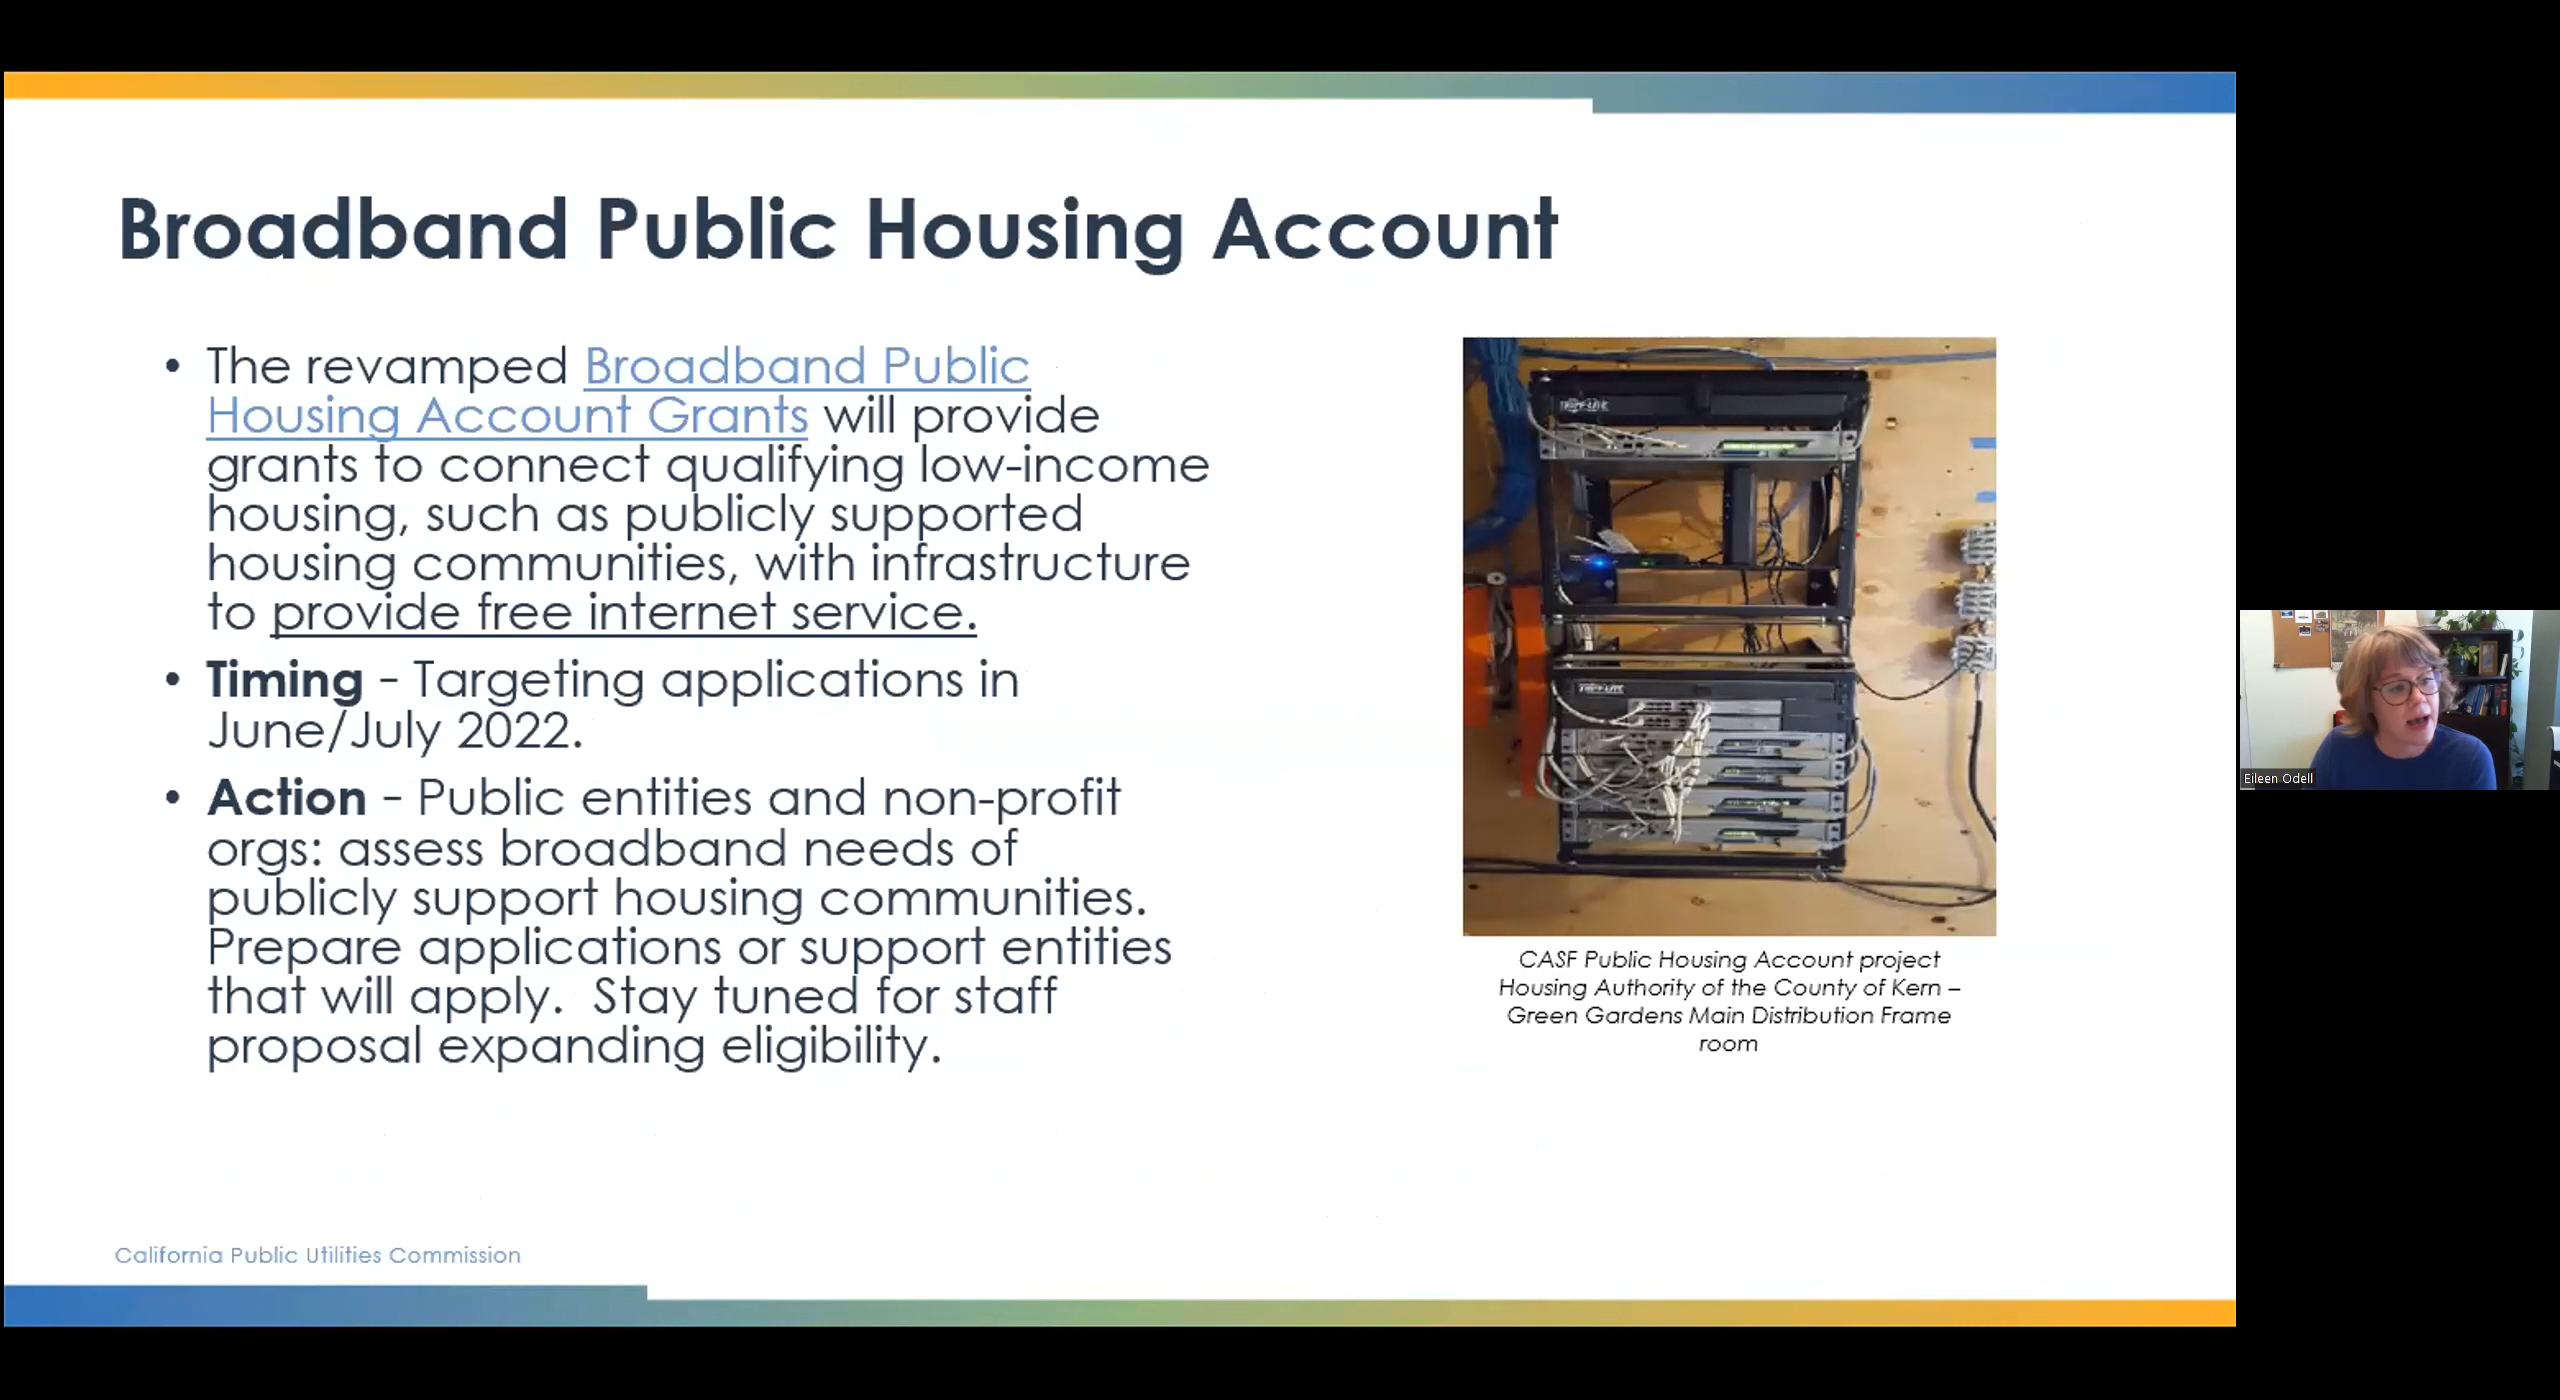 Broadband Public Housing Account
• The revamped Broadband Public
Housing Account Grants will provide
grants to connect qualifying low-income
housing, such as publicly supported
housing communities, with infrastructure
to provide free internet service.
• Timing - Targeting applications in
June/July 2022.
• Action - Public entities and non-profit
orgs: assess broadband needs of
publicly support housing communities.
Prepare applications or support entities
that will apply.  Stay tuned for staff
proposal expanding eligibility.
TRIPP-LITE
TRIPP-LITE
CASF Public Housing Account project
Housing Authority of the County of Kern –
Green Gardens Main Distribution Frame
room
California Public Utilities Commission
Eileen Odell